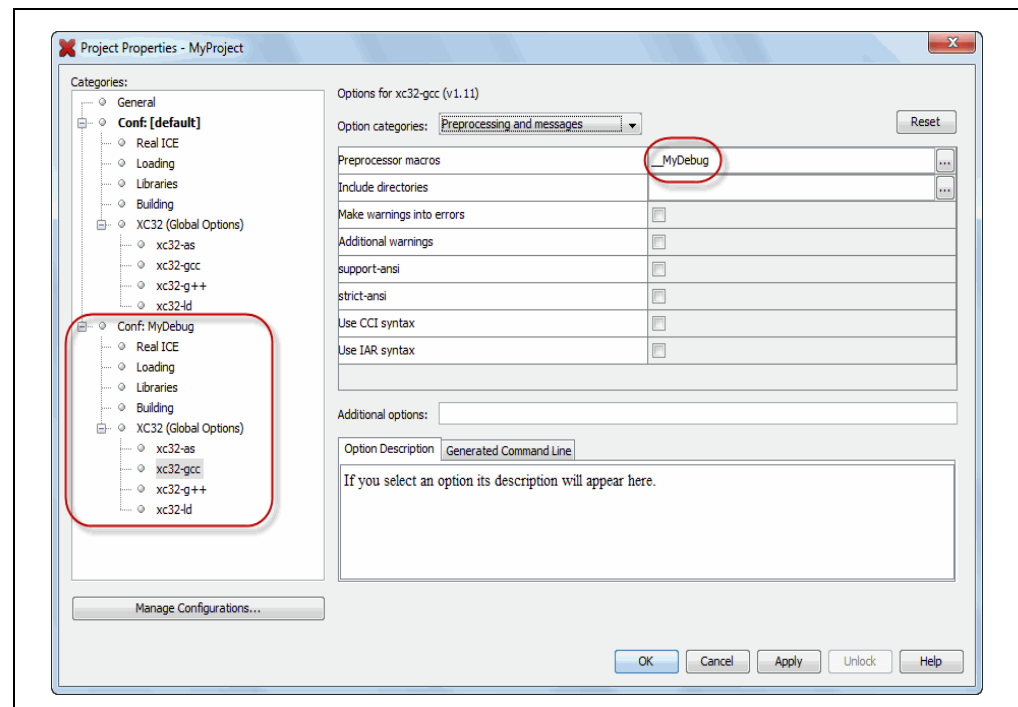 Project Properties - MyProject
Categories:
General
Conf: [default]
Real ICE
Loading
Libraries
Building
XC32 (Global Options)
xc32-as
xc32-gcc
xc32-g++
xc32-ld
Conf: MyDebug
Real ICE
Loading
Libraries
Building
XC32 (Global Options)
xc32-as
xc32-gcc
xc32-g++
xc32-ld
Manage Configurations...
Options for xc32-gcc (v1.11)
Option categories: Preprocessing and messages Reset
Preprocessor macros __MyDebug ...
Include directories ...
Make warnings into errors
Additional warnings
support-ansi
strict-ansi
Use CCI syntax
Use IAR syntax
Additional options:
Option Description Generated Command Line
If you select an option its description will appear here.
OK Cancel Apply Unlock Help